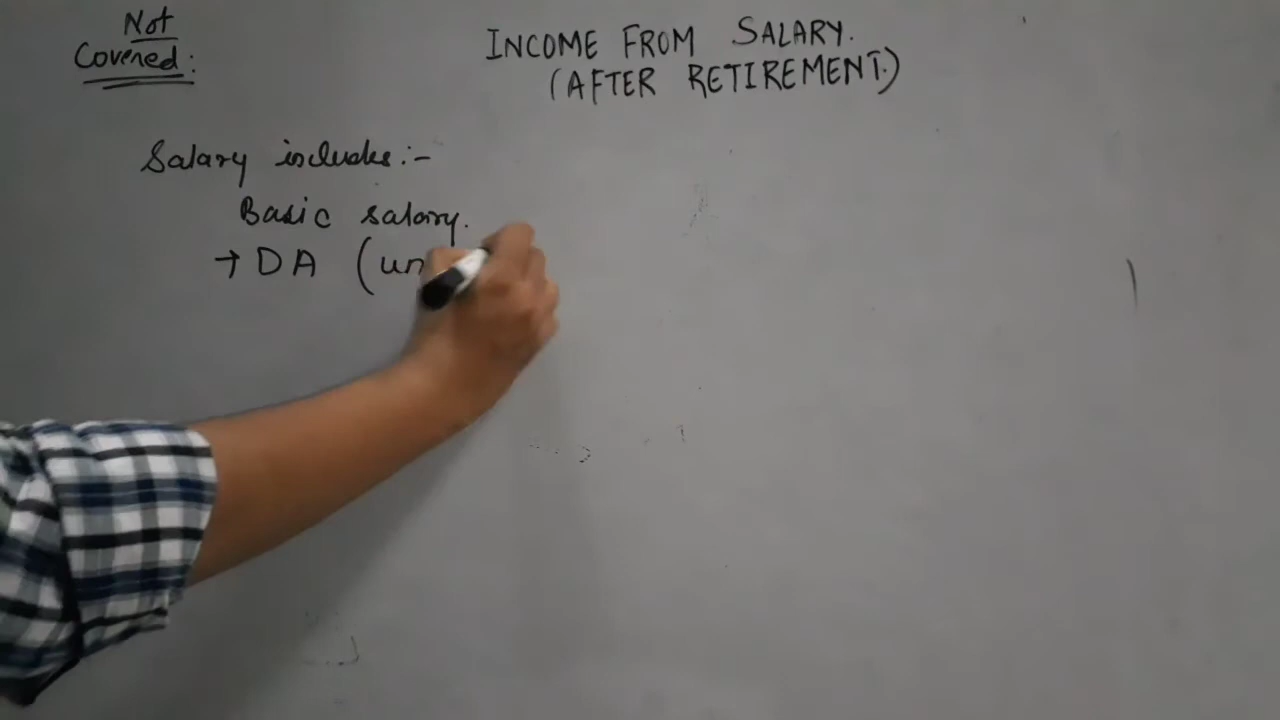 Not
Covered:
INCOME FROM SALARY.
(AFTER RETIREMENT.)
Salary includes:-
Basic salary.
→ DA (un